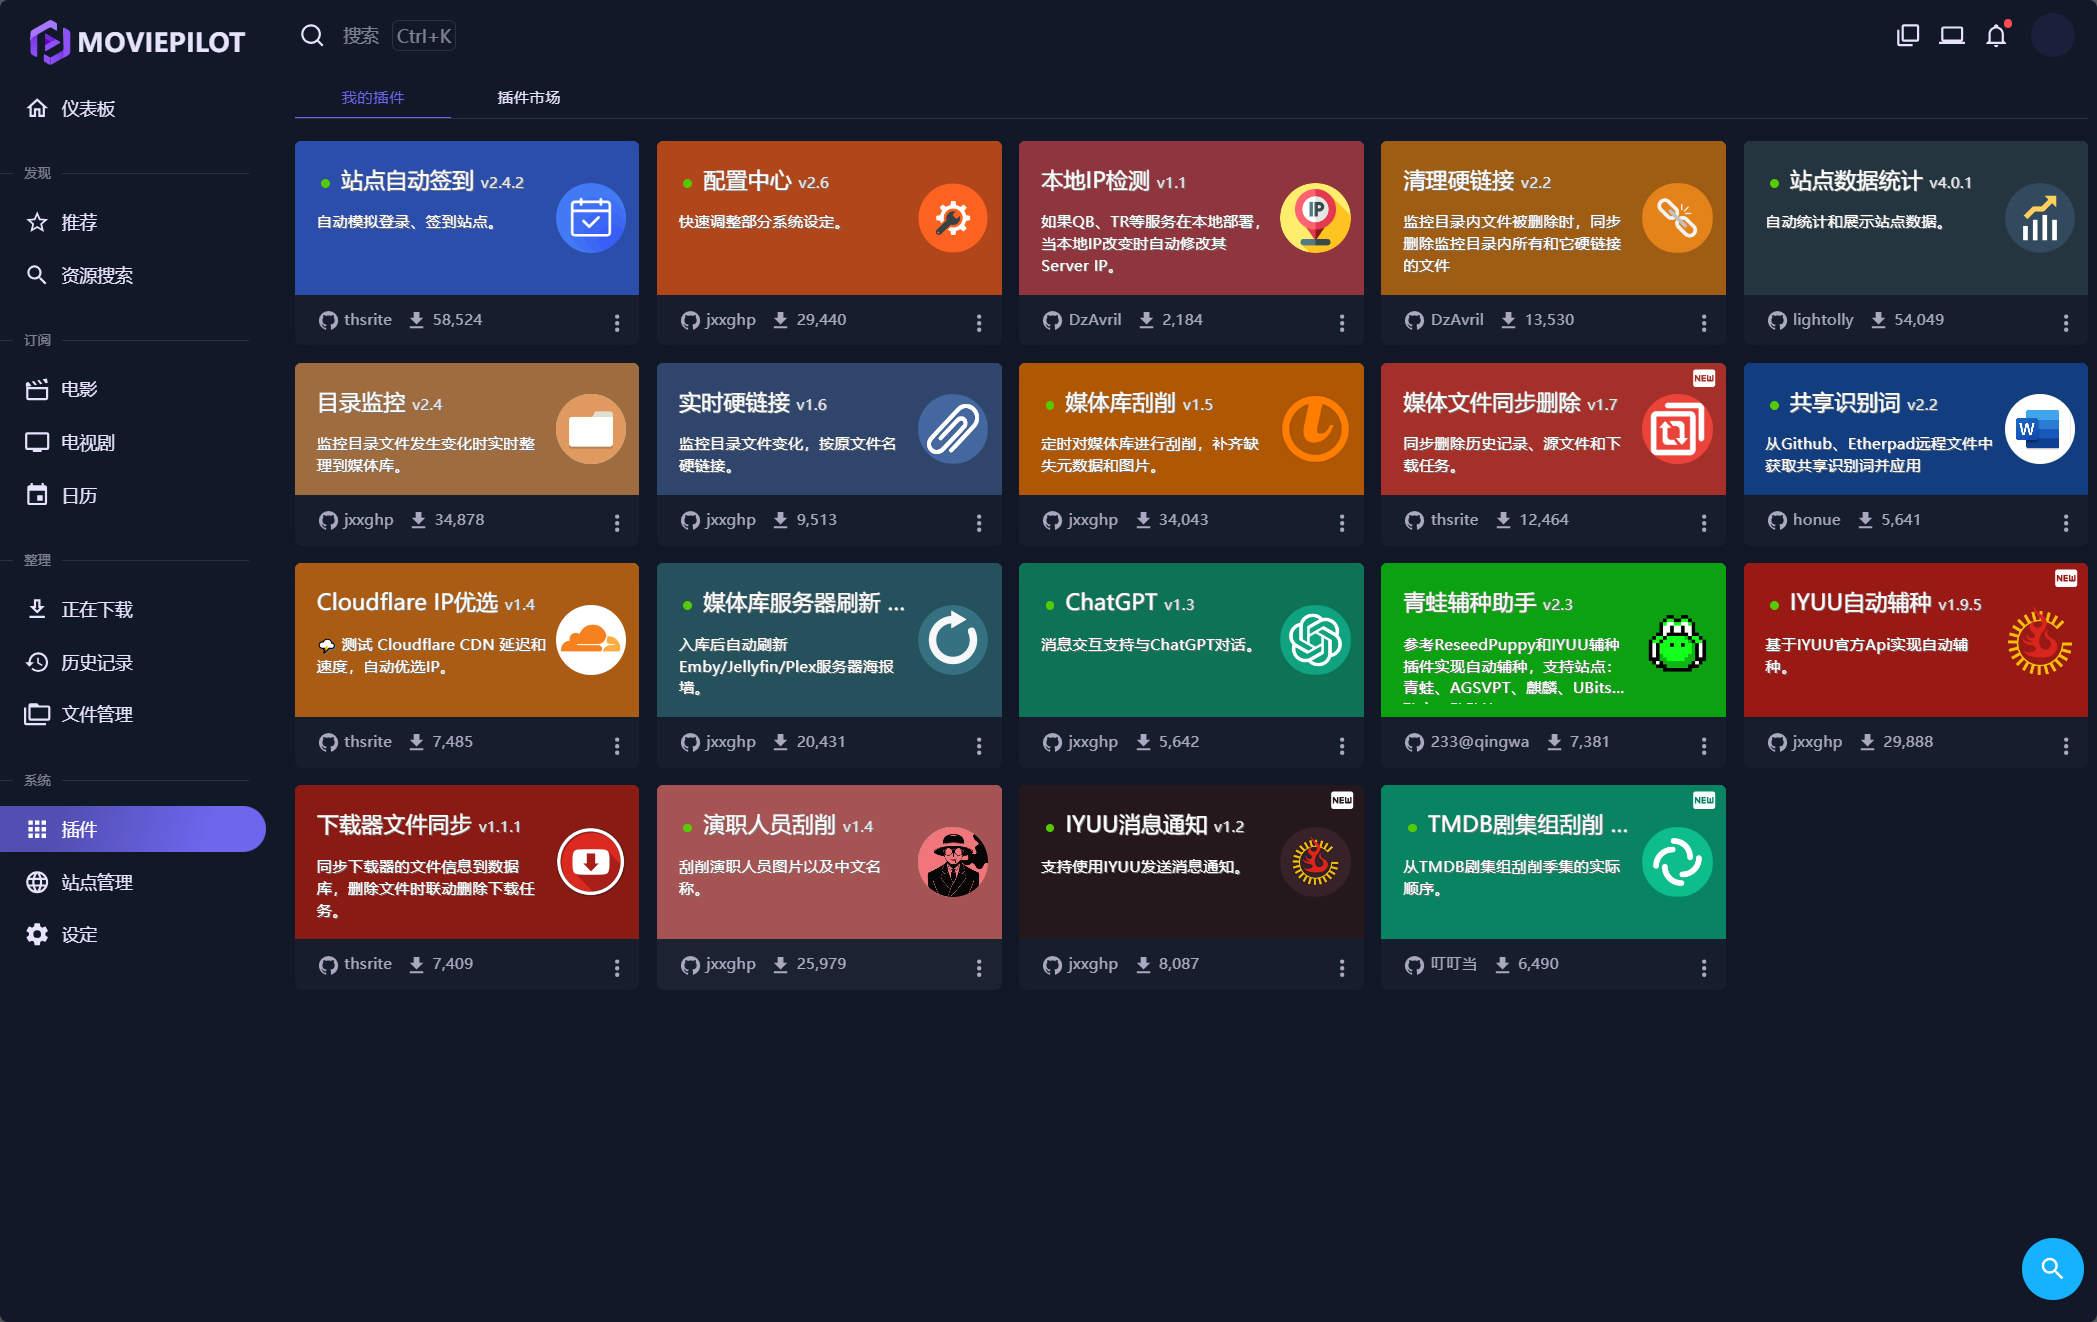 MOVIEPILOT
搜索 Ctrl+K
仪表板
发现
推荐
资源搜索
订阅
电影
电视剧
日历
整理
正在下载
历史记录
文件管理
系统
插件
站点管理
设定
我的插件
插件市场
站点自动签到 v2.4.2
自动模拟登录、签到站点。
thsrite 58,524
配置中心 v2.6
快速调整部分系统设定。
jxxghp 29,440
本地IP检测 v1.1
如果QB、TR等服务在本地部署，
当本地IP改变时自动修改其
Server IP。
IP
DzAvril 2,184
清理硬链接 v2.2
监控目录内文件被删除时，同步
删除监控目录内所有和它硬链接
的文件
DzAvril 13,530
站点数据统计 v4.0.1
自动统计和展示站点数据。
lightolly 54,049
目录监控 v2.4
监控目录文件发生变化时实时整
理到媒体库。
jxxghp 34,878
实时硬链接 v1.6
监控目录文件变化，按原文件名
硬链接。
jxxghp 9,513
媒体库刮削 v1.5
定时对媒体库进行刮削，补齐缺
失元数据和图片。
jxxghp 34,043
NEW
媒体文件同步删除 v1.7
同步删除历史记录、源文件和下
载任务。
thsrite 12,464
共享识别词 v2.2
从Github、Etherpad远程文件中
获取共享识别词并应用
W
honue 5,641
Cloudflare IP优选 v1.4
测试 Cloudflare CDN 延迟和
速度，自动优选IP。
thsrite 7,485
媒体库服务器刷新 ...
入库后自动刷新
Emby/Jellyfin/Plex服务器海报
墙。
jxxghp 20,431
ChatGPT v1.3
消息交互支持与ChatGPT对话。
jxxghp 5,642
青蛙辅种助手 v2.3
参考ReseedPuppy和IYUU辅种
插件实现自动辅种，支持站点：
青蛙、AGSVPT、麒麟、UBits...
233@qingwa 7,381
NEW
IYUU自动辅种 v1.9.5
基于IYUU官方Api实现自动辅
种。
jxxghp 29,888
下载器文件同步 v1.1.1
同步下载器的文件信息到数据
库，删除文件时联动删除下载任
务。
thsrite 7,409
演职人员刮削 v1.4
刮削演职人员图片以及中文名
称。
jxxghp 25,979
NEW
IYUU消息通知 v1.2
支持使用IYUU发送消息通知。
jxxghp 8,087
NEW
TMDB剧集组刮削 ...
从TMDB剧集组刮削季集的实际
顺序。
叮叮当 6,490